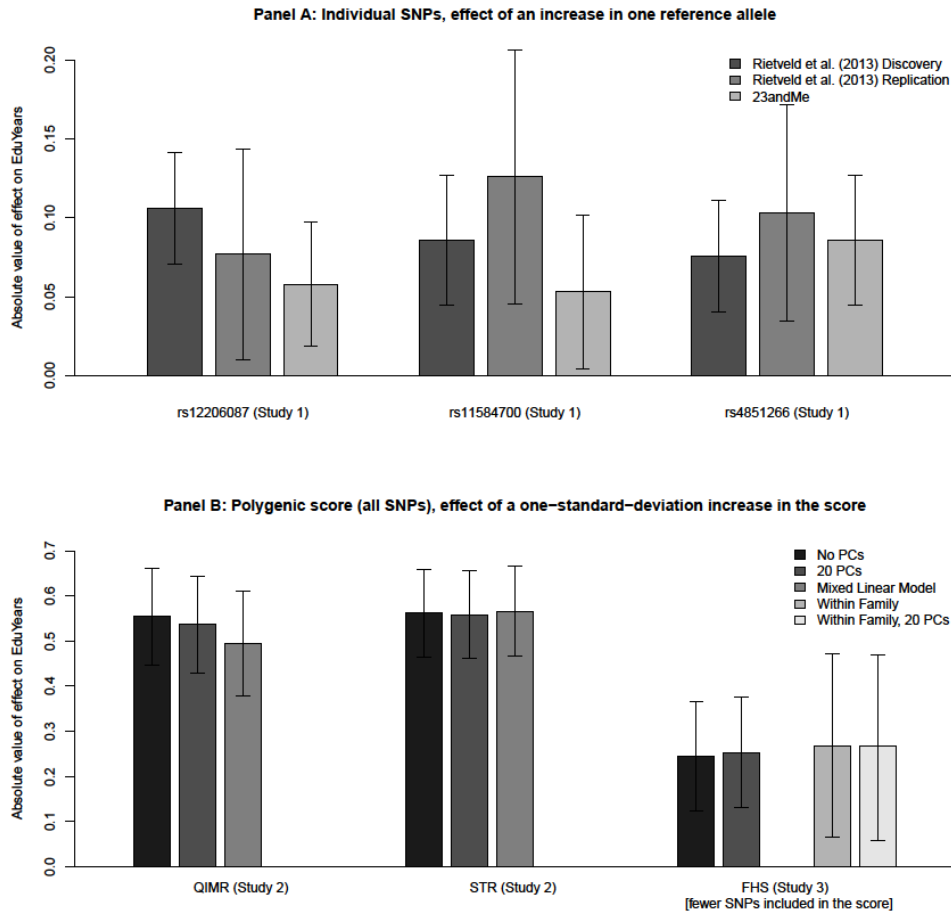 Panel A: Individual SNPs, effect of an increase in one reference allele
Absolute value of effect on EduYears
0.20
0.15
0.10
0.05
0.00
Rietveld et al. (2013) Discovery
Rietveld et al. (2013) Replication
23andMe
rs12206087 (Study 1)
rs11584700 (Study 1)
rs4851266 (Study 1)
Panel B: Polygenic score (all SNPs), effect of a one−standard−deviation increase in the score
Absolute value of effect on EduYears
0.7
0.6
0.5
0.4
0.3
0.2
0.1
0.0
No PCs
20 PCs
Mixed Linear Model
Within Family
Within Family, 20 PCs
QIMR (Study 2)
STR (Study 2)
FHS (Study 3)
[fewer SNPs included in the score]